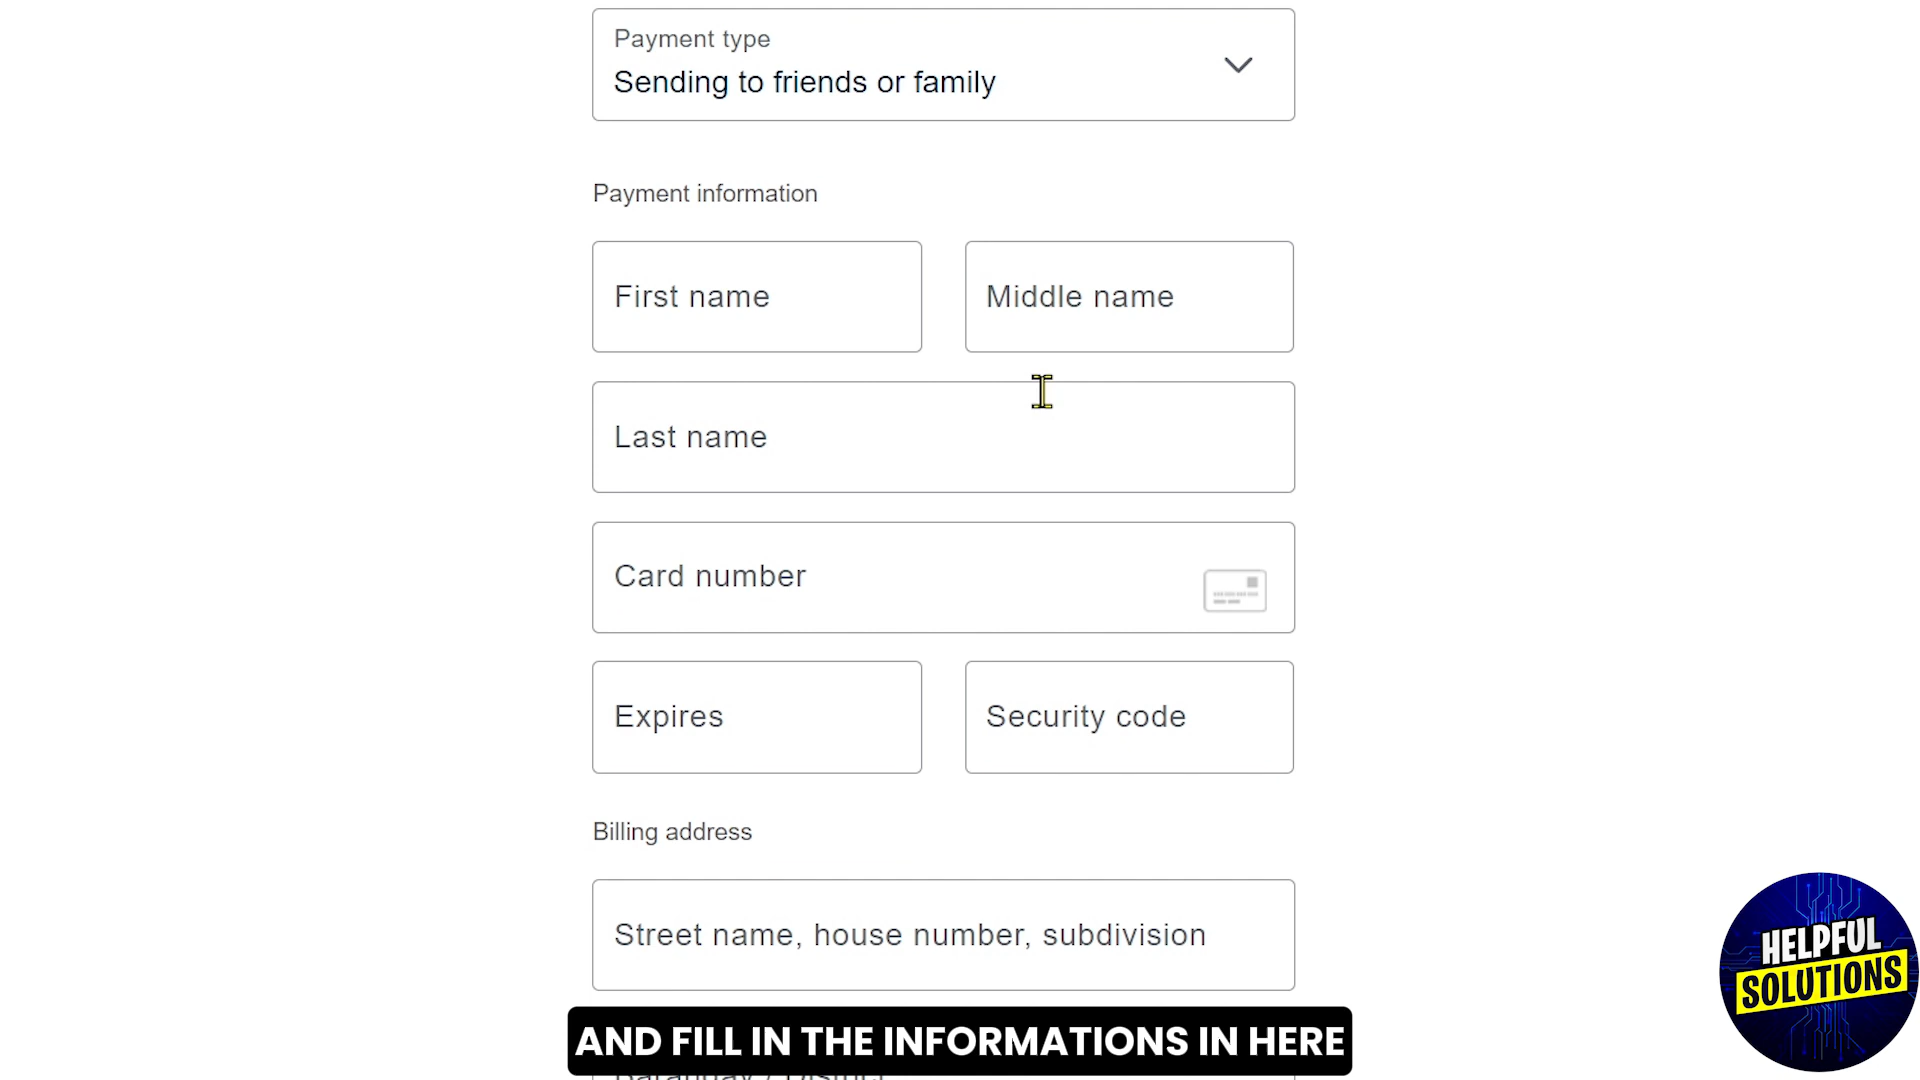 Payment type
Sending to friends or family
Payment information
First name
Middle name
Last name
Card number
Expires
Security code
Billing address
Street name, house number, subdivision
AND FILL IN THE INFORMATIONS IN HERE
HELPFUL
SOLUTIONS